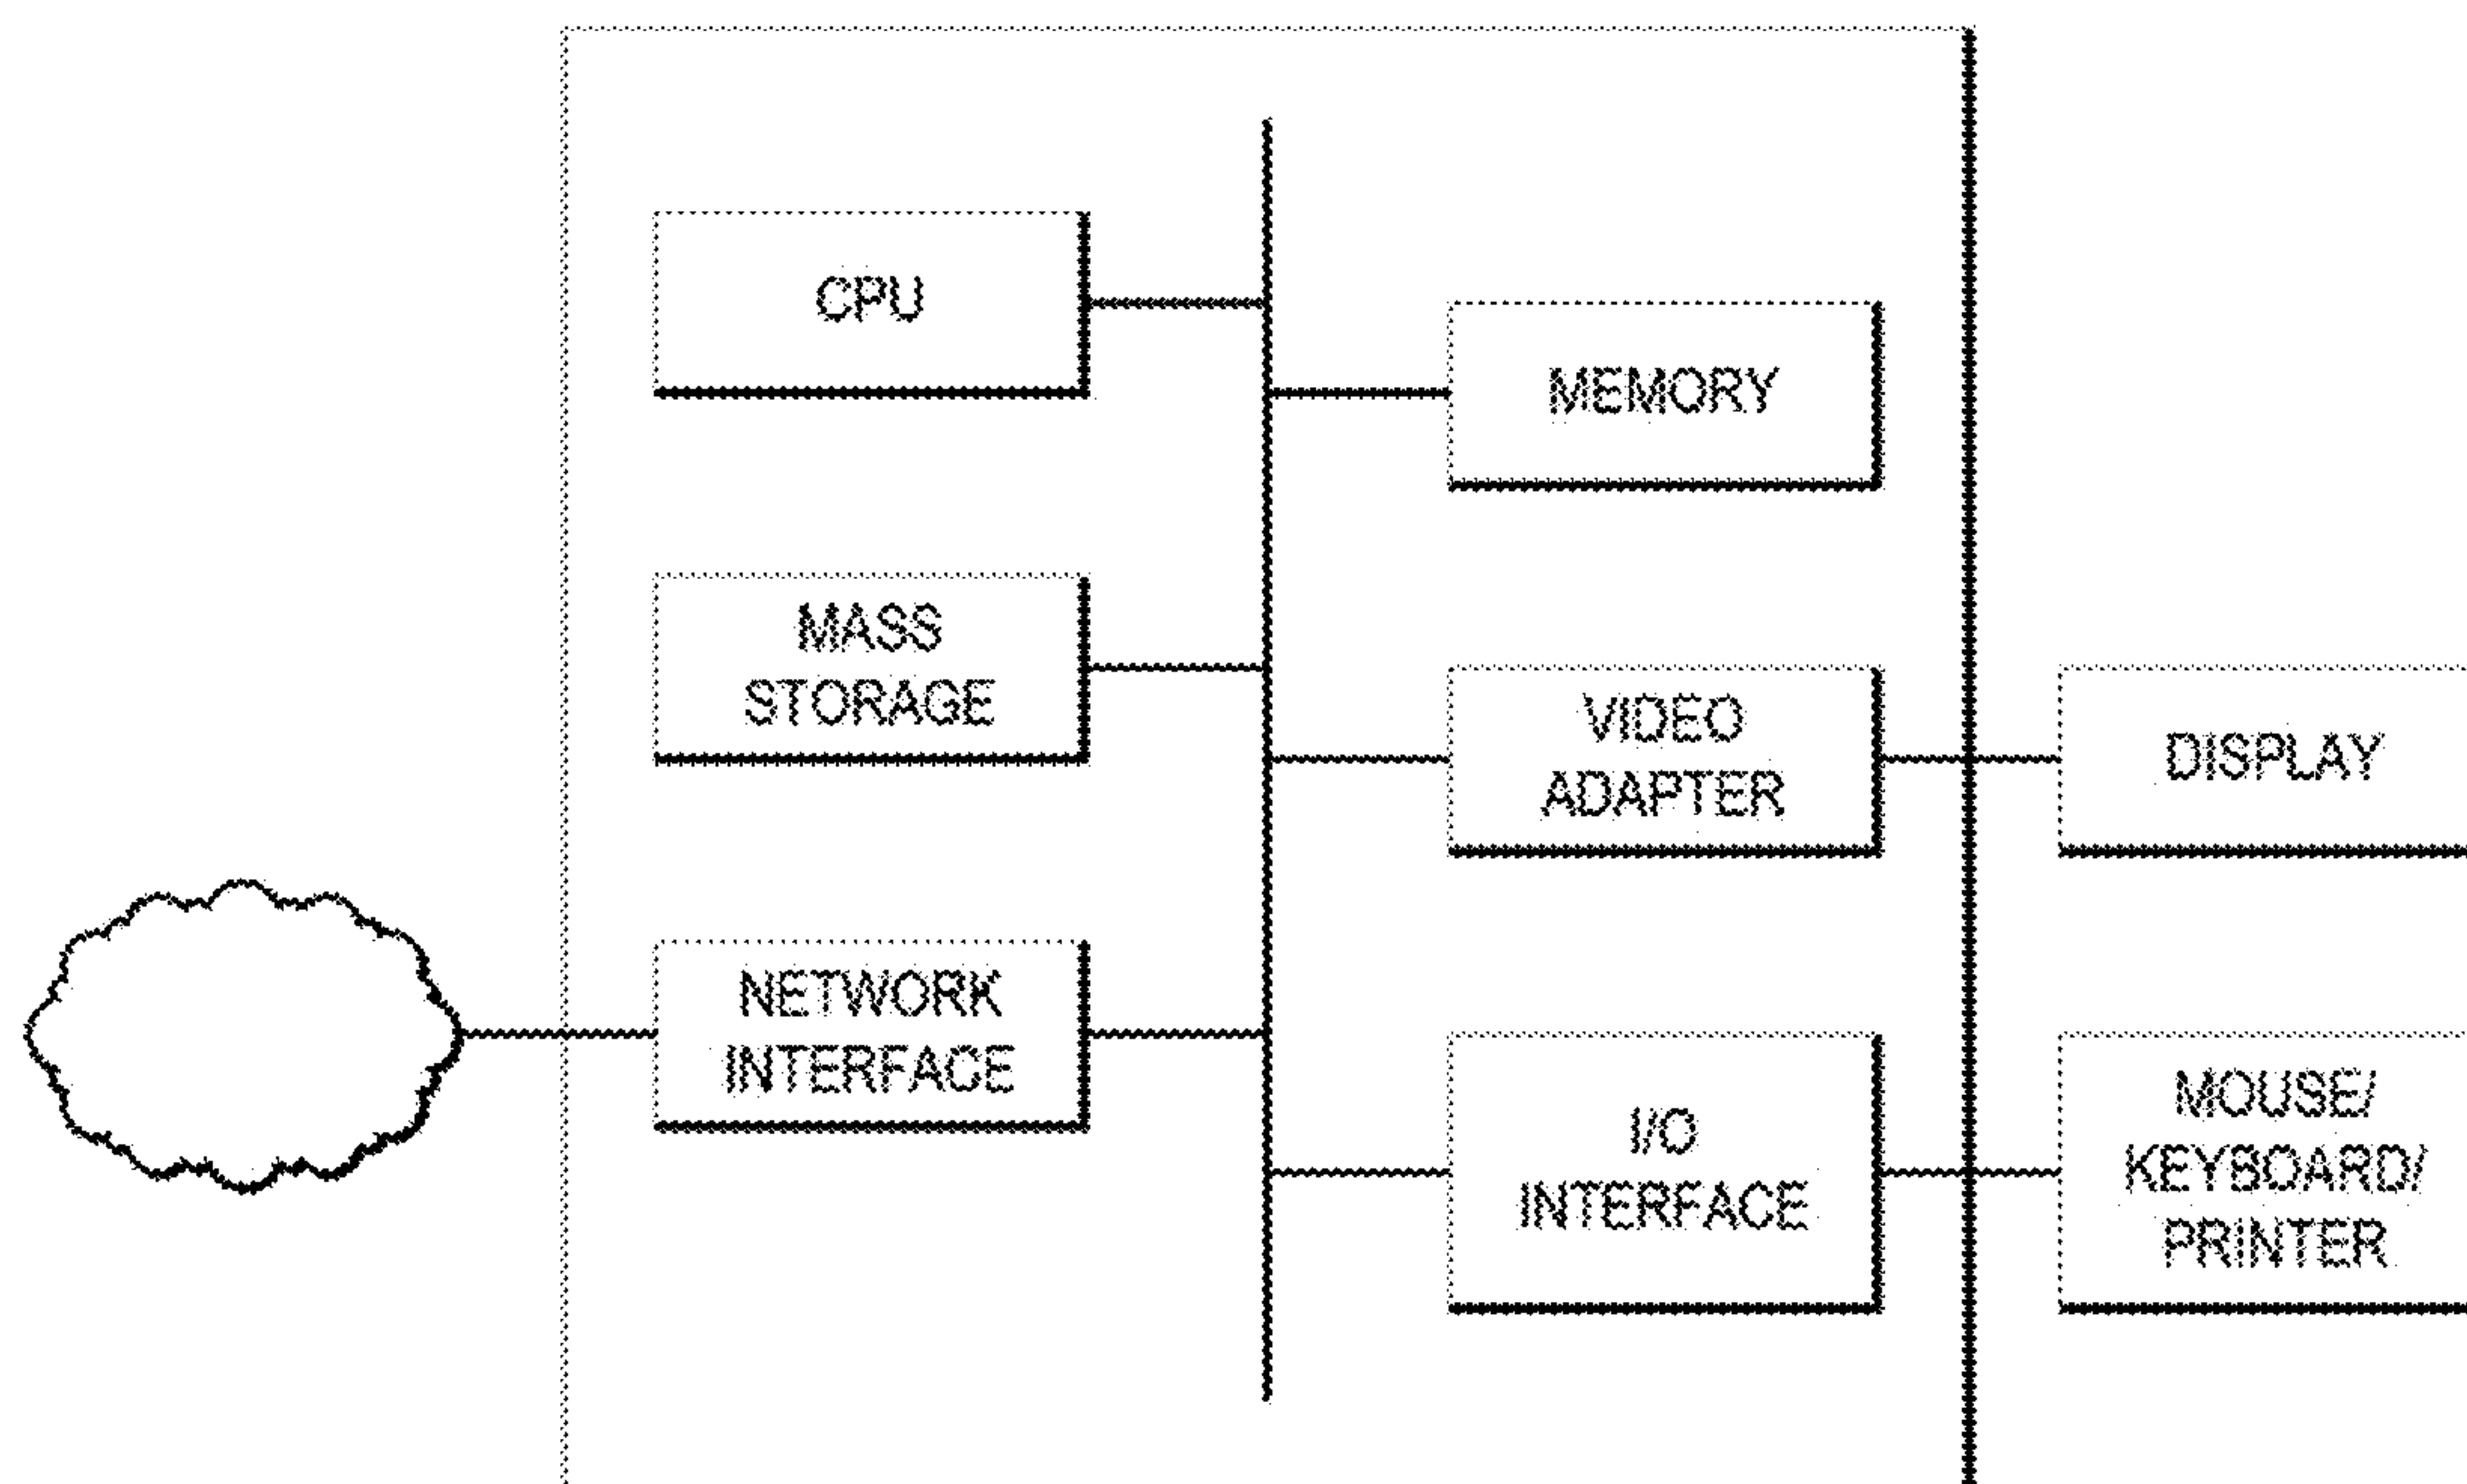 CPU
MEMORY
MASS
STORAGE
VIDEO
ADAPTER
DISPLAY
NETWORK
INTERFACE
I/O
INTERFACE
MOUSE/
KEYBOARD/
PRINTER